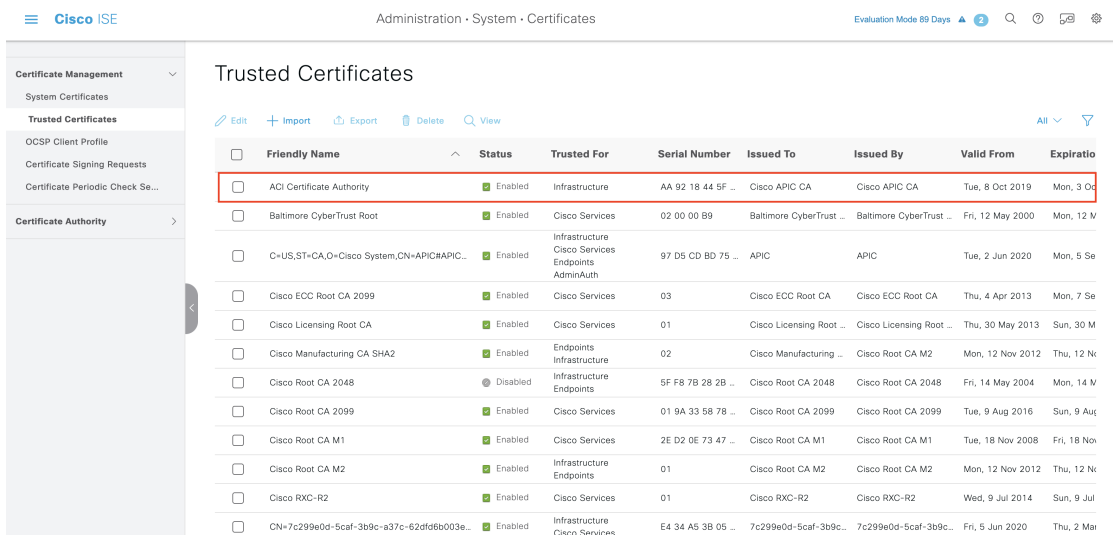 Cisco ISE
Administration · System · Certificates
Evaluation Mode 89 Days 2
Certificate Management
System Certificates
Trusted Certificates
OCSP Client Profile
Certificate Signing Requests
Certificate Periodic Check Se...
Certificate Authority
Trusted Certificates
Edit Import Export Delete View All
Friendly Name Status Trusted For Serial Number Issued To Issued By Valid From Expiratio
ACI Certificate Authority Enabled Infrastructure AA 92 18 44 5F ... Cisco APIC CA Cisco APIC CA Tue, 8 Oct 2019 Mon, 3 Oc
Baltimore CyberTrust Root Enabled Cisco Services 02 00 00 B9 Baltimore CyberTrust ... Baltimore CyberTrust ... Fri, 12 May 2000 Mon, 12 M
Infrastructure
Cisco Services
C=US,ST=CA,O=Cisco System,CN=APIC#APIC... Enabled Endpoints 97 D5 CD BD 75 ... APIC APIC Tue, 2 Jun 2020 Mon, 5 Se
AdminAuth
Cisco ECC Root CA 2099 Enabled Cisco Services 03 Cisco ECC Root CA Cisco ECC Root CA Thu, 4 Apr 2013 Mon, 7 Se
Cisco Licensing Root CA Enabled Cisco Services 01 Cisco Licensing Root ... Cisco Licensing Root ... Thu, 30 May 2013 Sun, 30 M
Endpoints
Cisco Manufacturing CA SHA2 Enabled Infrastructure 02 Cisco Manufacturing ... Cisco Root CA M2 Mon, 12 Nov 2012 Thu, 12 No
Infrastructure
Cisco Root CA 2048 Disabled Endpoints 5F F8 7B 28 2B ... Cisco Root CA 2048 Cisco Root CA 2048 Fri, 14 May 2004 Mon, 14 M
Cisco Root CA 2099 Enabled Cisco Services 01 9A 33 58 78 ... Cisco Root CA 2099 Cisco Root CA 2099 Tue, 9 Aug 2016 Sun, 9 Aug
Cisco Root CA M1 Enabled Cisco Services 2E D2 0E 73 47 ... Cisco Root CA M1 Cisco Root CA M1 Tue, 18 Nov 2008 Fri, 18 Nov
Infrastructure
Cisco Root CA M2 Enabled Endpoints 01 Cisco Root CA M2 Cisco Root CA M2 Mon, 12 Nov 2012 Thu, 12 No
Cisco RXC-R2 Enabled Cisco Services 01 Cisco RXC-R2 Cisco RXC-R2 Wed, 9 Jul 2014 Sun, 9 Jul
Infrastructure
CN=7c299e0d-5caf-3b9c-a37c-62dfd6b003e... Enabled Cisco Services E4 34 A5 3B 05 ... 7c299e0d-5caf-3b9c... 7c299e0d-5caf-3b9c... Fri, 5 Jun 2020 Thu, 2 Mar